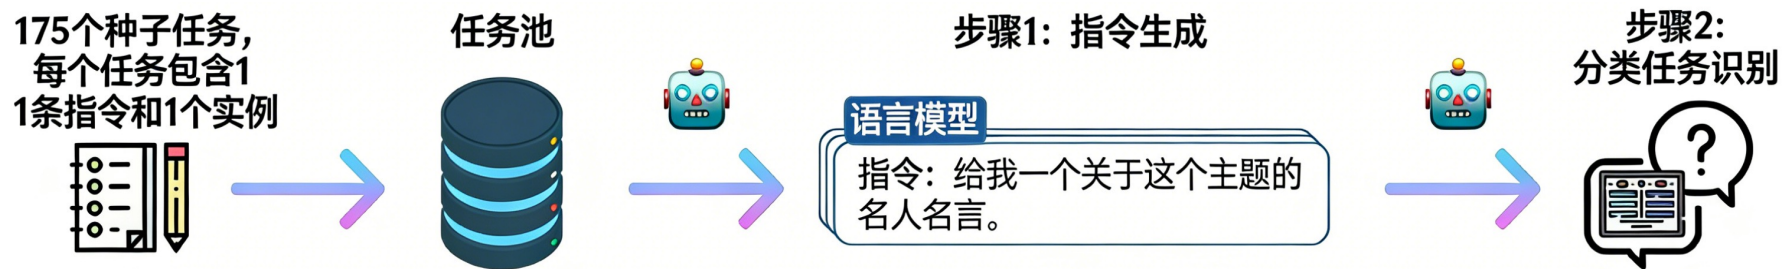 175个种子任务，
每个任务包含1
1条指令和1个实例
任务池
步骤1：指令生成
语言模型
指令：给我一个关于这个主题的
名人名言。
步骤2：
分类任务识别
?